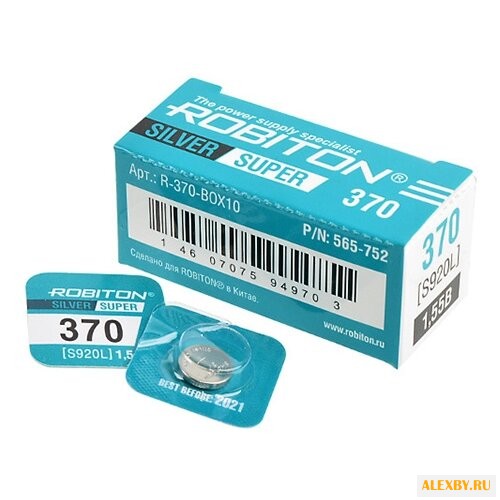 The power supply specialist
ROBITON®
SILVER SUPER
370
Арт.: R-370-BOX10
P/N: 565-752
1 46 07075 94970 3
Сделано для ROBITON® в Китае.
www.robiton.ru
370
[S920L]
1,55В
ROBITON
SILVER SUPER
370
[S920L] 1,5
BEST BEFORE: 2021
ALEXBY.RU